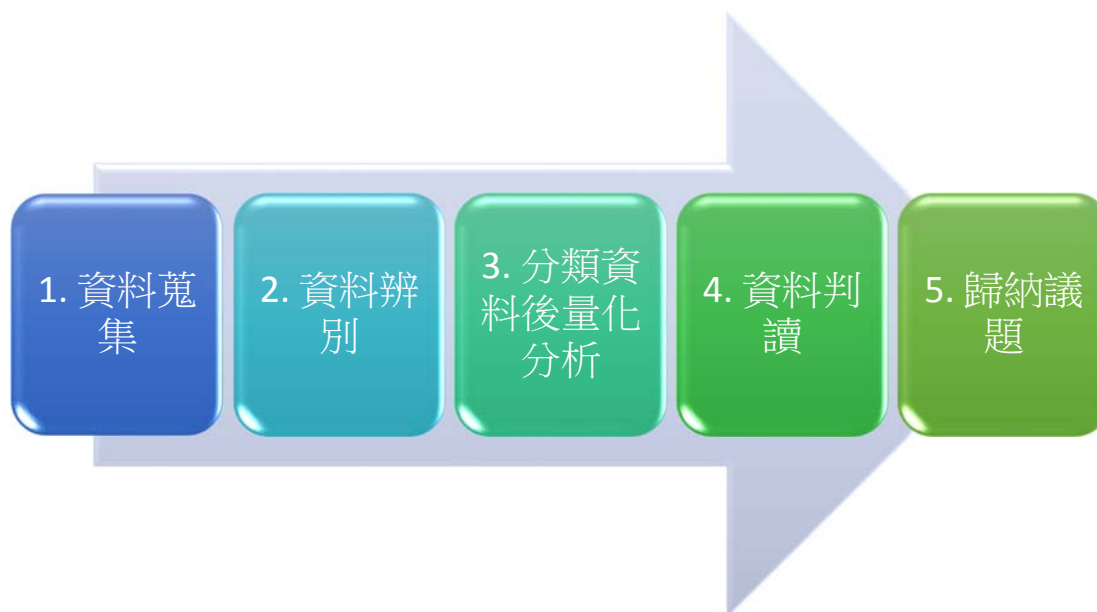 1. 資料蒐
集
2. 資料辨
別
3. 分類資
料後量化
分析
4. 資料判
讀
5. 歸納議
題